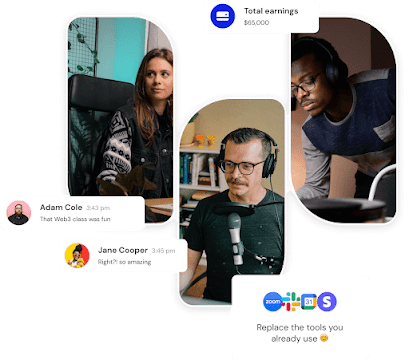 Total earnings
$65,000
Adam Cole 3:43 pm
That Web3 class was fun
Jane Cooper 3:45 pm
Right?! so amazing
zoom 31 S
Replace the tools you
already use 😊